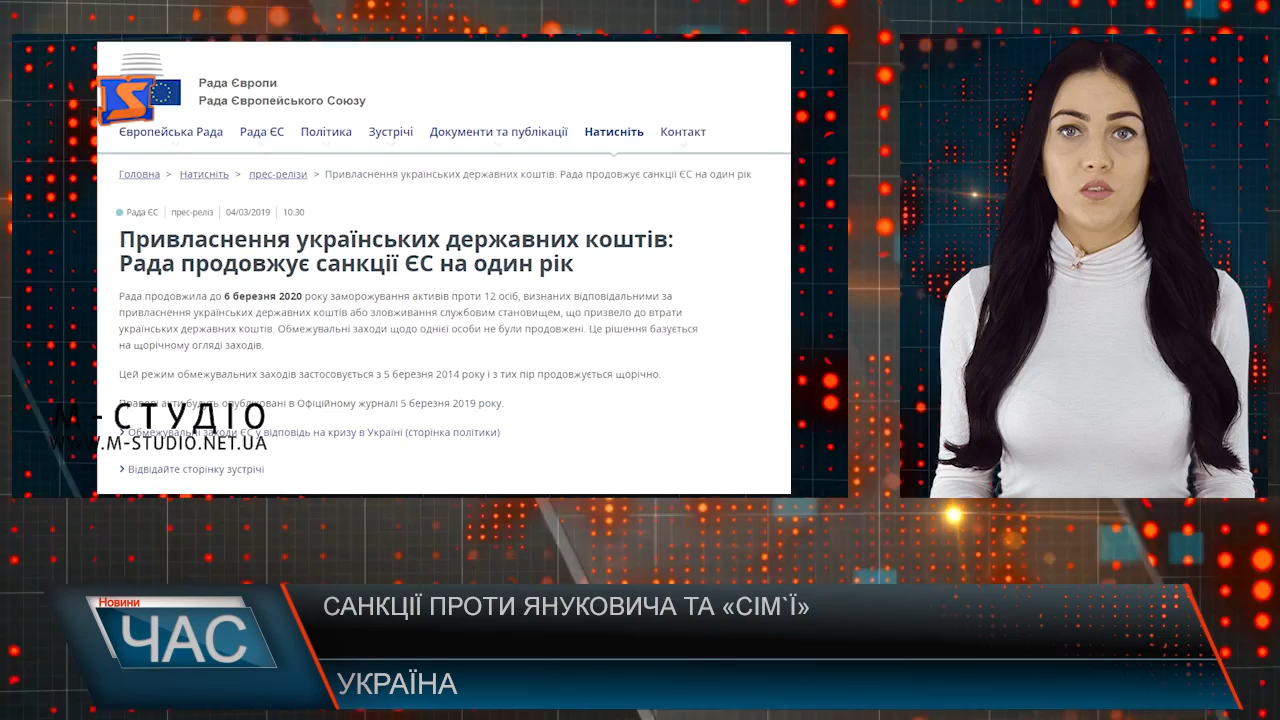 Рада Європи
Рада Європейського Союзу
Європейська Рада Рада ЄС Політика Зустрічі Документи та публікації Натисніть Контакт
Головна > Натисніть > прес-релізи > Привласнення українських державних коштів: Рада продовжує санкції ЄС на один рік
Рада ЄС прес-реліз 04/03/2019 10:30
Привласнення українських державних коштів:
Рада продовжує санкції ЄС на один рік
Рада продовжила до 6 березня 2020 року заморожування активів проти 12 осіб, визнаних відповідальними за
привласнення українських державних коштів або зловживання службовим становищем, що призвело до втрати
українських державних коштів. Обмежувальні заходи щодо однієї особи не були продовжені. Це рішення базується
на щорічному огляді заходів.
Цей режим обмежувальних заходів застосовується з 5 березня 2014 року і з тих пір продовжується щорічно.
Правові акти будуть опубліковані в Офіційному журналі 5 березня 2019 року.
М-СТУДІО
Обмежувальні заходи ЄС у відповідь на кризу в Україні (сторінка політики)
WWW.M-STUDIO.NET.UA
Відвідайте сторінку зустрічі
Новини
ЧАС
САНКЦІЇ ПРОТИ ЯНУКОВИЧА ТА «СІМ`Ї»
УКРАЇНА